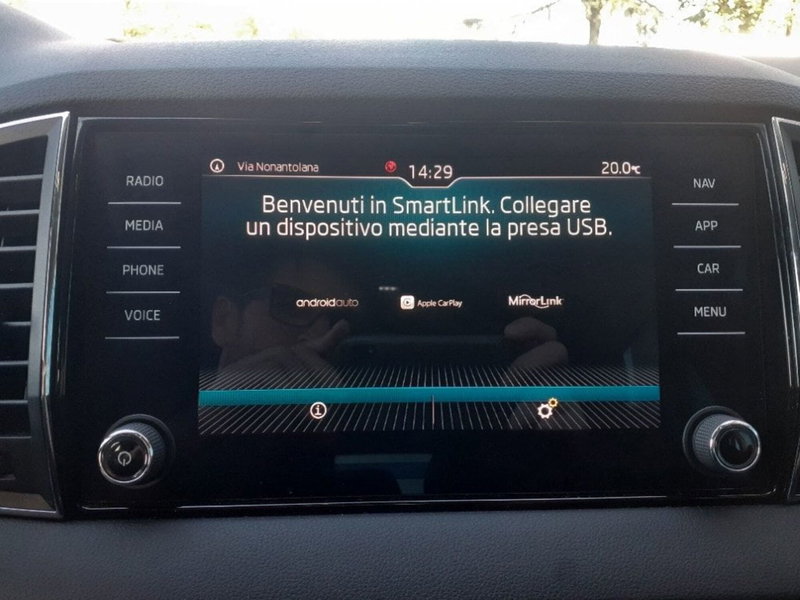 Via Nonantolana
14:29
20.0°C
Benvenuti in SmartLink. Collegare
un dispositivo mediante la presa USB.
androidauto
Apple CarPlay
MirrorLink
RADIO
MEDIA
PHONE
VOICE
NAV
APP
CAR
MENU